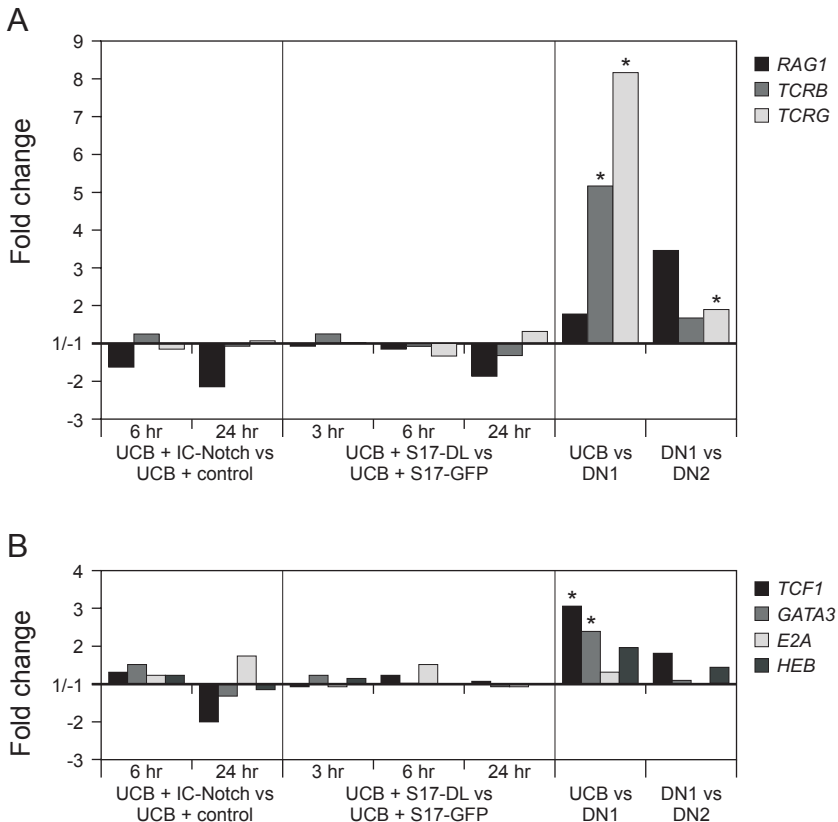 A
Fold change
9
8
7
6
5
4
3
2
1/-1
-2
-3
*
*
*
RAG1
TCRB
TCRG
6 hr
24 hr
3 hr
6 hr
24 hr
UCB + IC-Notch vs
UCB + control
UCB + S17-DL vs
UCB + S17-GFP
UCB vs
DN1
DN1 vs
DN2
B
Fold change
4
3
2
1/-1
-2
-3
*
*
TCF1
GATA3
E2A
HEB
6 hr
24 hr
3 hr
6 hr
24 hr
UCB + IC-Notch vs
UCB + control
UCB + S17-DL vs
UCB + S17-GFP
UCB vs
DN1
DN1 vs
DN2